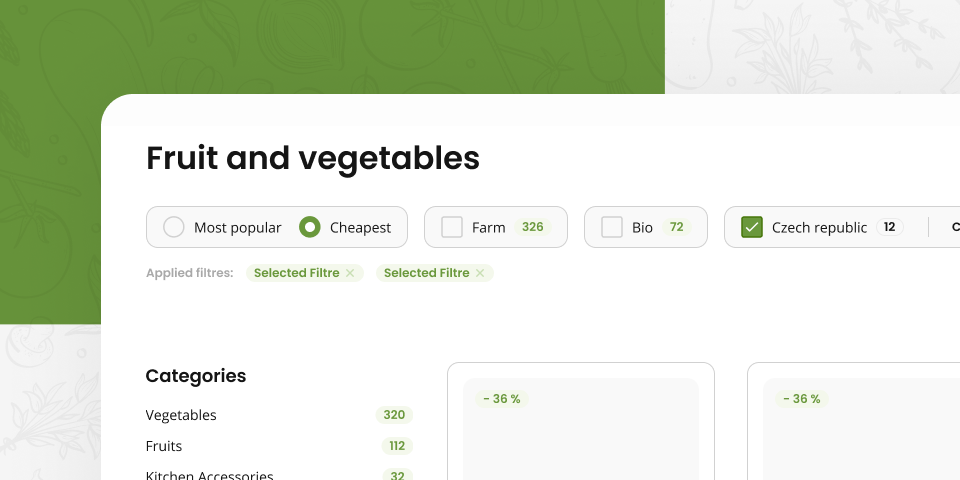 Fruit and vegetables
Most popular Cheapest Farm 326 Bio 72 Czech republic 12
Applied filtres: Selected Filtre × Selected Filtre ×
Categories
- 36 % - 36 %
Vegetables 320
Fruits 112
Kitchen Accessories 32